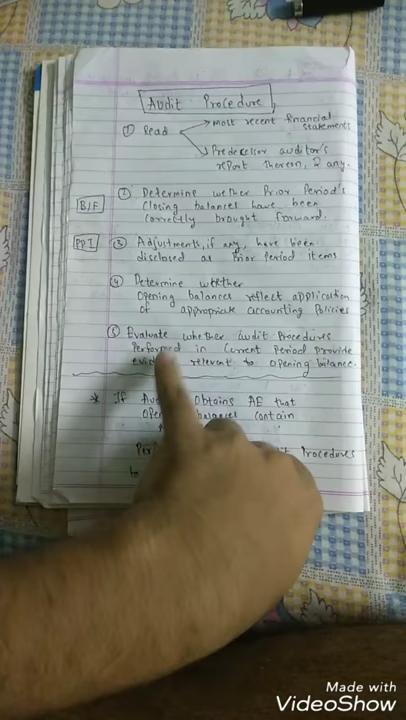 Audit Procedure
① Read
Most recent financial
statements
Predecessor auditor's
report thereon, if any.
B/F
① Determine wether Prior Period's
closing balances have been
correctly brought forward.
PPI
③ Adjustments, if any, have been
disclosed as Prior Period items
④ Determine whether
Opening balances reflect application
of appropriate accounting Policies
⑤ Evaluate whether audit Procedures
Performed in Current Period provide
relevant to opening balance.
* If Obtains AE that
balances contain
Procedures
to
Made with
VideoShow